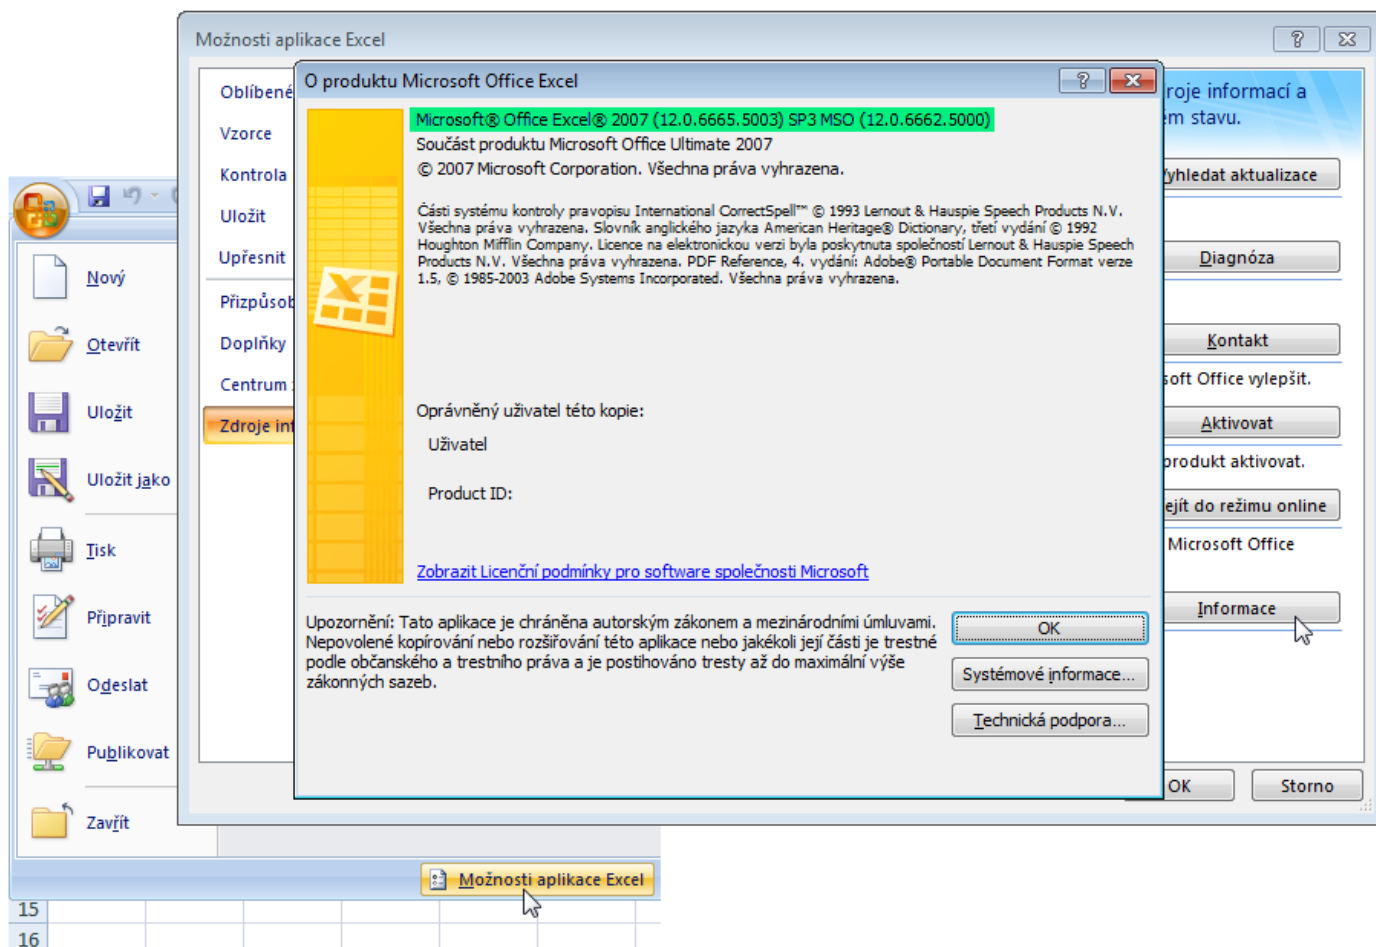 Možnosti aplikace Excel
O produktu Microsoft Office Excel
Oblíbené
Vzorce
Kontrola
Uložit
Upřesnit
Přizpůsob
Doplňky
Centrum
Zdroje inf
Microsoft® Office Excel® 2007 (12.0.6665.5003) SP3 MSO (12.0.6662.5000)
Součást produktu Microsoft Office Ultimate 2007
© 2007 Microsoft Corporation. Všechna práva vyhrazena.
Části systému kontroly pravopisu International CorrectSpell™ © 1993 Lernout & Hauspie Speech Products N.V.
Všechna práva vyhrazena. Slovník anglického jazyka American Heritage® Dictionary, třetí vydání © 1992
Houghton Mifflin Company. Licence na elektronickou verzi byla poskytnuta společností Lernout & Hauspie Speech
Products N.V. Všechna práva vyhrazena. PDF Reference, 4. vydání: Adobe® Portable Document Format verze
1.5, © 1985-2003 Adobe Systems Incorporated. Všechna práva vyhrazena.
Oprávněný uživatel této kopie:
Uživatel
Product ID:
Zobrazit Licenční podmínky pro software společnosti Microsoft
Upozornění: Tato aplikace je chráněna autorským zákonem a mezinárodními úmluvami.
Nepovolené kopírování nebo rozšiřování této aplikace nebo jakékoli její části je trestné
podle občanského a trestního práva a je postihováno tresty až do maximální výše
zákonných sazeb.
OK
Systémové informace...
Technická podpora...
roje informací a
m stavu.
yhledat aktualizace
Diagnóza
Kontakt
soft Office vylepšit.
Aktivovat
produkt aktivovat.
ejít do režimu online
Microsoft Office
Informace
OK
Storno
Nový
Otevřít
Uložit
Uložit jako
Tisk
Připravit
Odeslat
Publikovat
Zavřít
Možnosti aplikace Excel
15
16